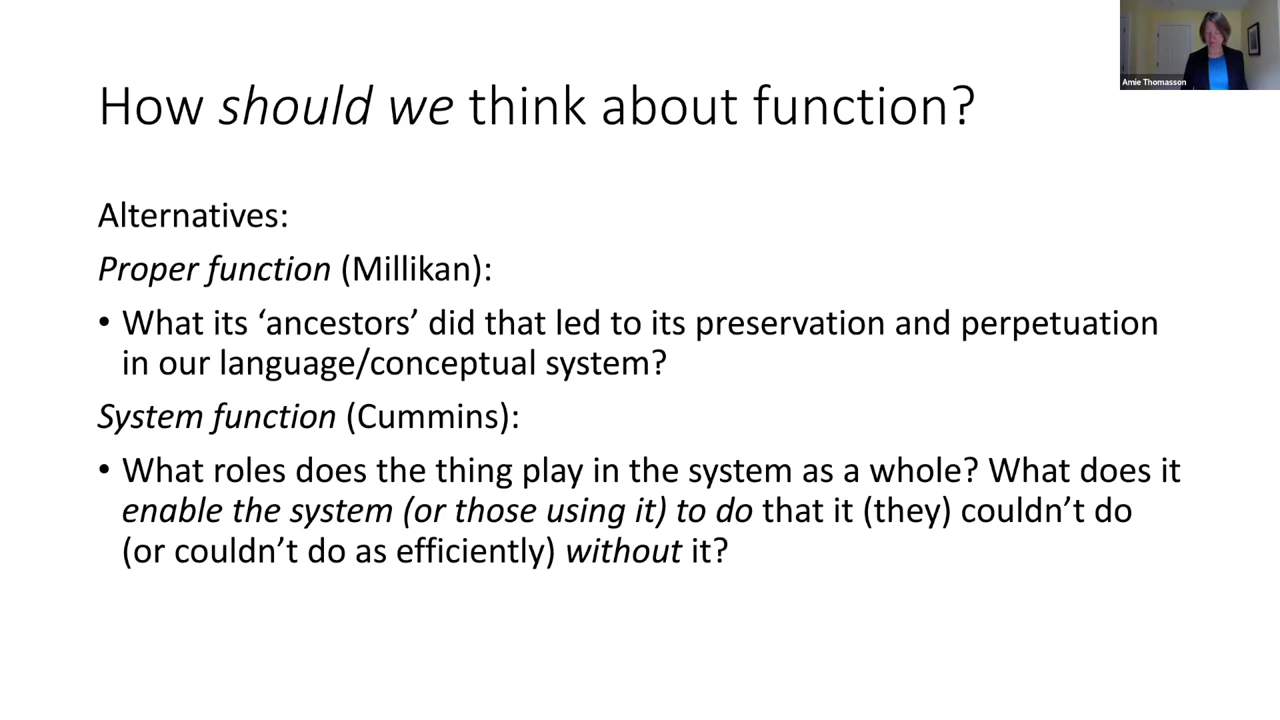 Amie Thomasson
How should we think about function?
Alternatives:
Proper function (Millikan):
• What its ‘ancestors’ did that led to its preservation and perpetuation
in our language/conceptual system?
System function (Cummins):
• What roles does the thing play in the system as a whole? What does it
enable the system (or those using it) to do that it (they) couldn’t do
(or couldn’t do as efficiently) without it?